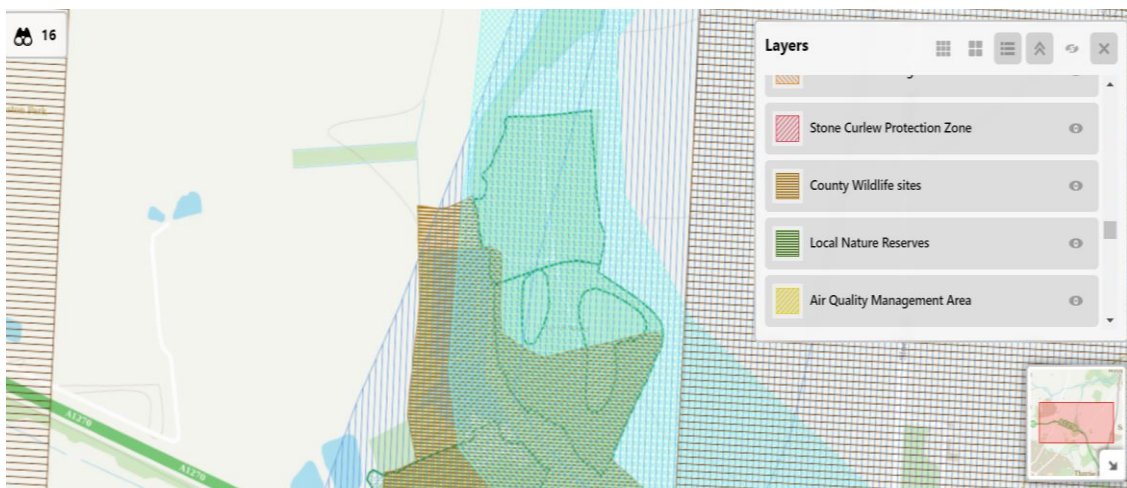 16
Layers
Stone Curlew Protection Zone
County Wildlife sites
Local Nature Reserves
Air Quality Management Area
A1270
A1270